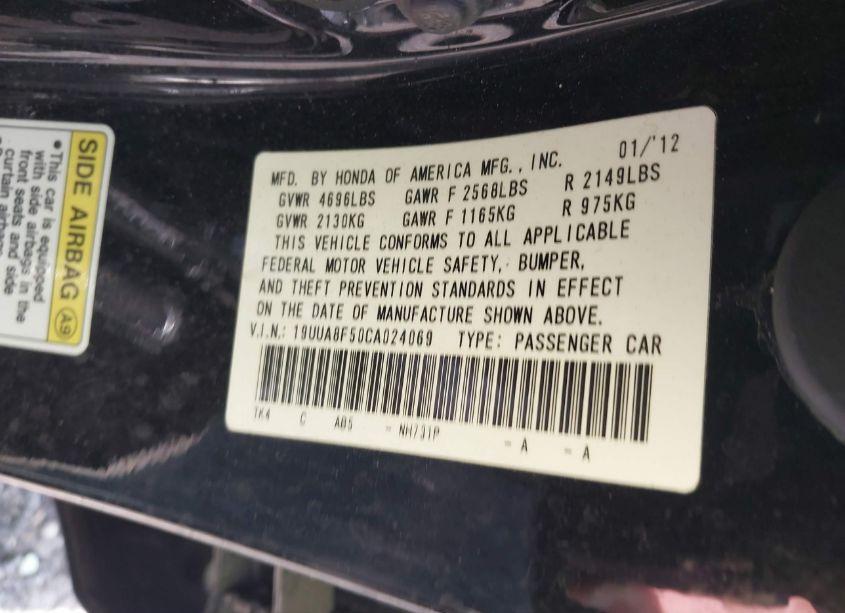 SIDE AIRBAG A9
•This car is equipped
with side airbags in the
front seats and side
curtain airbags
MFD. BY HONDA OF AMERICA MFG., INC. 01/'12
GVWR 4696LBS GAWR F 2568LBS R 2149LBS
GVWR 2130KG GAWR F 1165KG R 975KG
THIS VEHICLE CONFORMS TO ALL APPLICABLE
FEDERAL MOTOR VEHICLE SAFETY, BUMPER,
AND THEFT PREVENTION STANDARDS IN EFFECT
ON THE DATE OF MANUFACTURE SHOWN ABOVE.
V.I.N.: 19UUA8F50CA024069 TYPE: PASSENGER CAR
TK4 C AB5 = NH731P = A = A